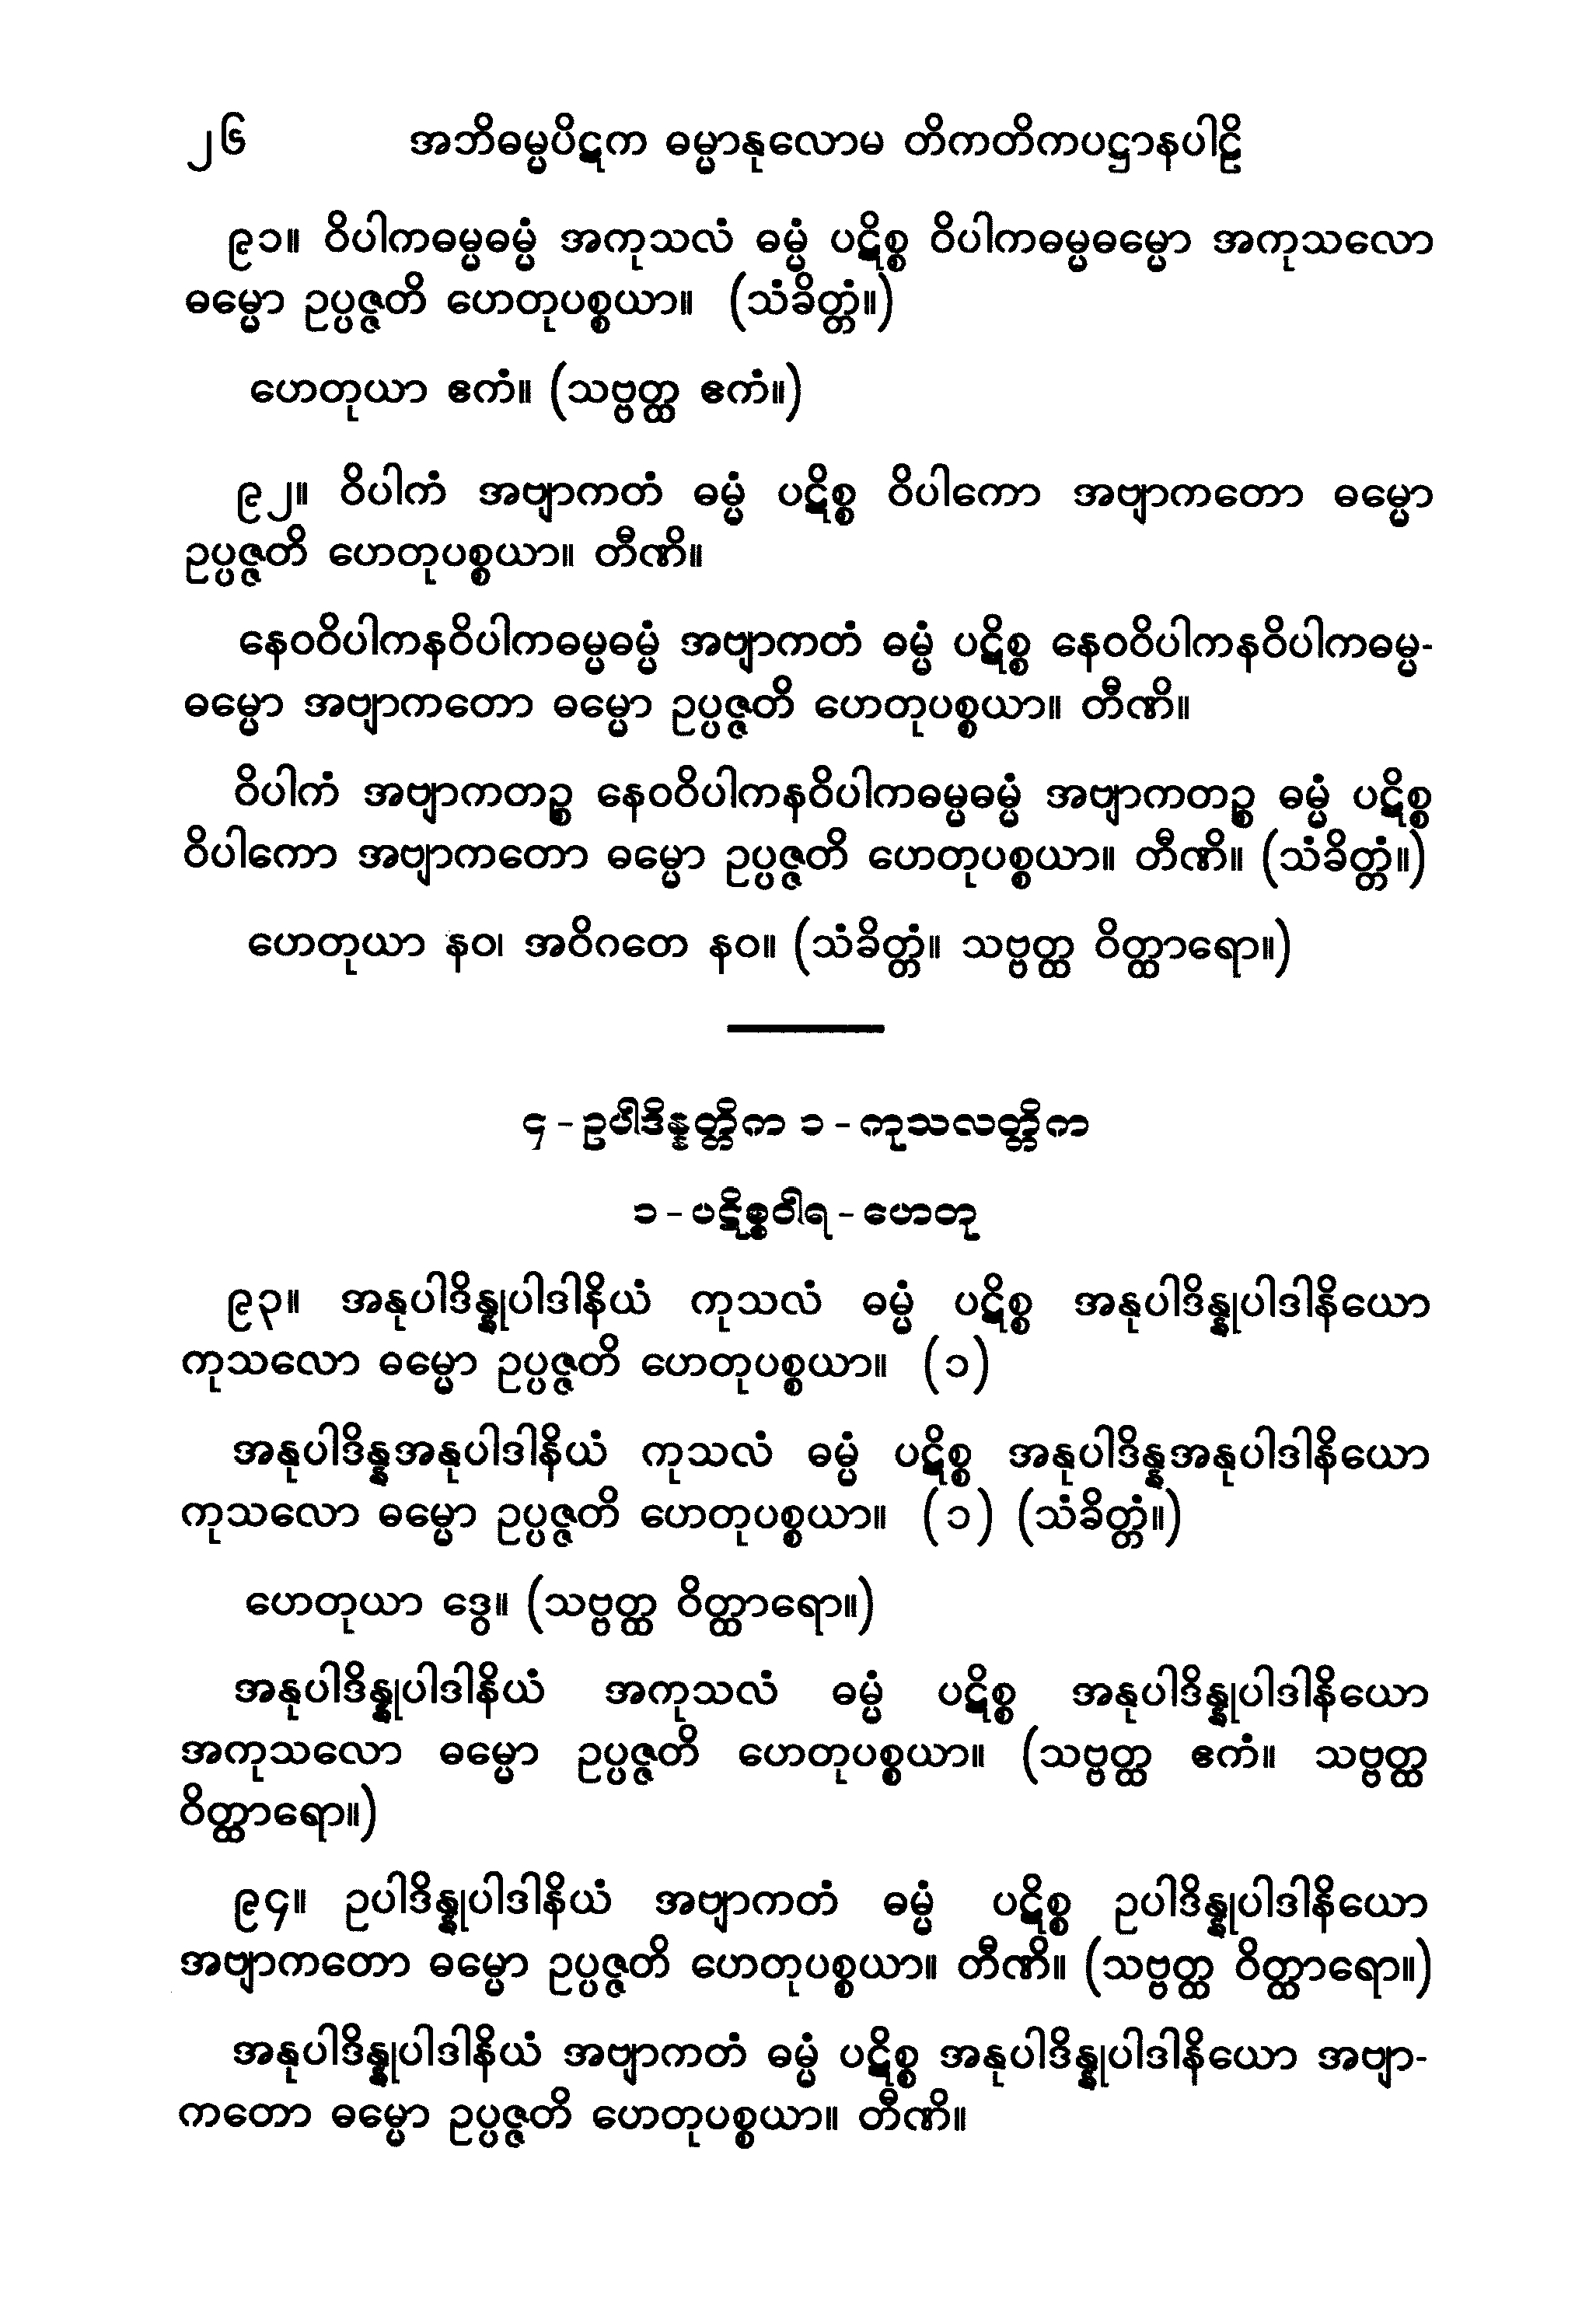 ၂၆ အဘိဓမ္မပိဋက ဓမ္မာနုလောမ တိကတိကပဋ္ဌာနပါဠိ
၉၁။ ဝိပါကဓမ္မဓမ္မံ အကုသလံ ဓမ္မံ ပဋိစ္စ ဝိပါကဓမ္မဓမ္မော အကုသလော
ဓမ္မော ဥပ္ပဇ္ဇတိ ဟေတုပစ္စယာ။ (သံခိတ္တံ။)
ဟေတုယာ ဧကံ။ (သဗ္ဗတ္ထ ဧကံ။)
၉၂။ ဝိပါကံ အဗျာကတံ ဓမ္မံ ပဋိစ္စ ဝိပါကော အဗျာကတော ဓမ္မော
ဥပ္ပဇ္ဇတိ ဟေတုပစ္စယာ။ တီဏိ။
နေဝဝိပါကနဝိပါကဓမ္မဓမ္မံ အဗျာကတံ ဓမ္မံ ပဋိစ္စ နေဝဝိပါကနဝိပါကဓမ္မ-
ဓမ္မော အဗျာကတော ဓမ္မော ဥပ္ပဇ္ဇတိ ဟေတုပစ္စယာ။ တီဏိ။
ဝိပါကံ အဗျာကတဉ္စ နေဝဝိပါကနဝိပါကဓမ္မဓမ္မံ အဗျာကတဉ္စ ဓမ္မံ ပဋိစ္စ
ဝိပါကော အဗျာကတော ဓမ္မော ဥပ္ပဇ္ဇတိ ဟေတုပစ္စယာ။ တီဏိ။ (သံခိတ္တံ။)
ဟေတုယာ နဝ၊ အဝိဂတေ နဝ။ (သံခိတ္တံ။ သဗ္ဗတ္ထ ဝိတ္ထာရော။)
၄ - ဥပါဒိန္နတ္တိက ၁ - ကုသလတ္တိက
၁ - ပဋိစ္စဝါရ - ဟေတု
၉၃။ အနုပါဒိန္နုပါဒါနိယံ ကုသလံ ဓမ္မံ ပဋိစ္စ အနုပါဒိန္နုပါဒါနိယော
ကုသလော ဓမ္မော ဥပ္ပဇ္ဇတိ ဟေတုပစ္စယာ။ (၁)
အနုပါဒိန္နအနုပါဒါနိယံ ကုသလံ ဓမ္မံ ပဋိစ္စ အနုပါဒိန္နအနုပါဒါနိယော
ကုသလော ဓမ္မော ဥပ္ပဇ္ဇတိ ဟေတုပစ္စယာ။ (၁) (သံခိတ္တံ။)
ဟေတုယာ ဒွေ။ (သဗ္ဗတ္ထ ဝိတ္ထာရော။)
အနုပါဒိန္နုပါဒါနိယံ အကုသလံ ဓမ္မံ ပဋိစ္စ အနုပါဒိန္နုပါဒါနိယော
အကုသလော ဓမ္မော ဥပ္ပဇ္ဇတိ ဟေတုပစ္စယာ။ (သဗ္ဗတ္ထ ဧကံ။ သဗ္ဗတ္ထ
ဝိတ္ထာရော။)
၉၄။ ဥပါဒိန္နုပါဒါနိယံ အဗျာကတံ ဓမ္မံ ပဋိစ္စ ဥပါဒိန္နုပါဒါနိယော
အဗျာကတော ဓမ္မော ဥပ္ပဇ္ဇတိ ဟေတုပစ္စယာ။ တီဏိ။ (သဗ္ဗတ္ထ ဝိတ္ထာရော။)
အနုပါဒိန္နုပါဒါနိယံ အဗျာကတံ ဓမ္မံ ပဋိစ္စ အနုပါဒိန္နုပါဒါနိယော အဗျာ-
ကတော ဓမ္မော ဥပ္ပဇ္ဇတိ ဟေတုပစ္စယာ။ တီဏိ။